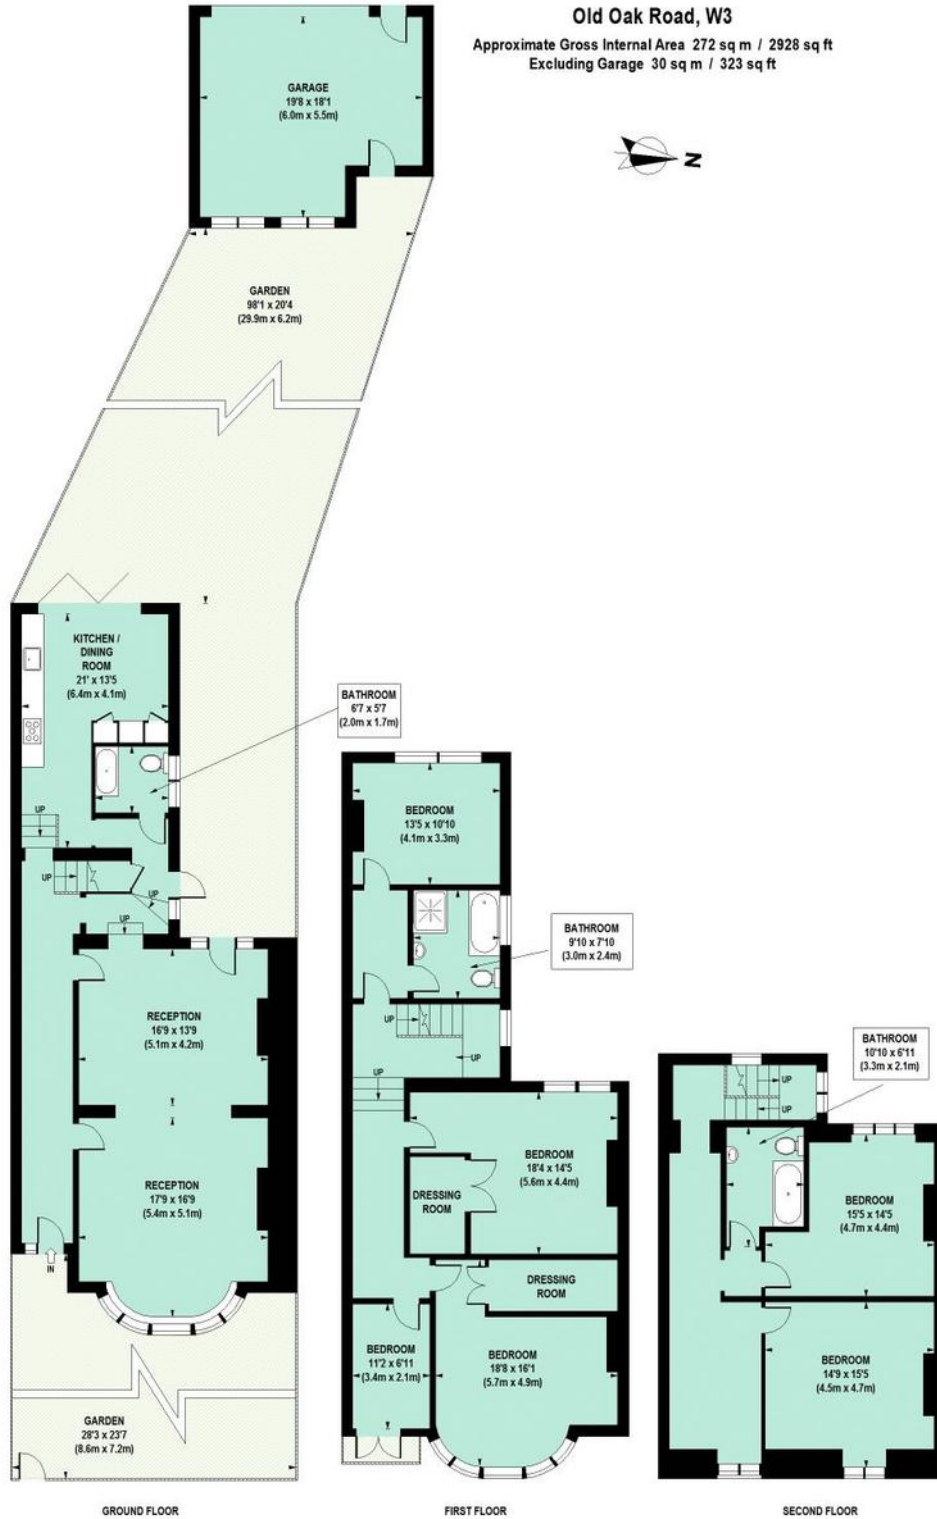 Old Oak Road, W3
Approximate Gross Internal Area 272 sq m / 2928 sq ft
Excluding Garage 30 sq m / 323 sq ft
N
GARAGE
19'8 x 18'1
(6.0m x 5.5m)
GARDEN
98'1 x 20'4
(29.9m x 6.2m)
KITCHEN /
DINING
ROOM
21' x 13'5
(6.4m x 4.1m)
BATHROOM
6'7 x 5'7
(2.0m x 1.7m)
UP
UP
UP
UP
RECEPTION
16'9 x 13'9
(5.1m x 4.2m)
RECEPTION
17'9 x 16'9
(5.4m x 5.1m)
IN
GARDEN
28'3 x 23'7
(8.6m x 7.2m)
GROUND FLOOR
BEDROOM
13'5 x 10'10
(4.1m x 3.3m)
BATHROOM
9'10 x 7'10
(3.0m x 2.4m)
UP
UP
UP
BEDROOM
18'4 x 14'5
(5.6m x 4.4m)
DRESSING
ROOM
DRESSING
ROOM
BEDROOM
11'2 x 6'11
(3.4m x 2.1m)
BEDROOM
18'8 x 16'1
(5.7m x 4.9m)
FIRST FLOOR
BATHROOM
10'10 x 6'11
(3.3m x 2.1m)
UP
UP
BEDROOM
15'5 x 14'5
(4.7m x 4.4m)
BEDROOM
14'9 x 15'5
(4.5m x 4.7m)
SECOND FLOOR